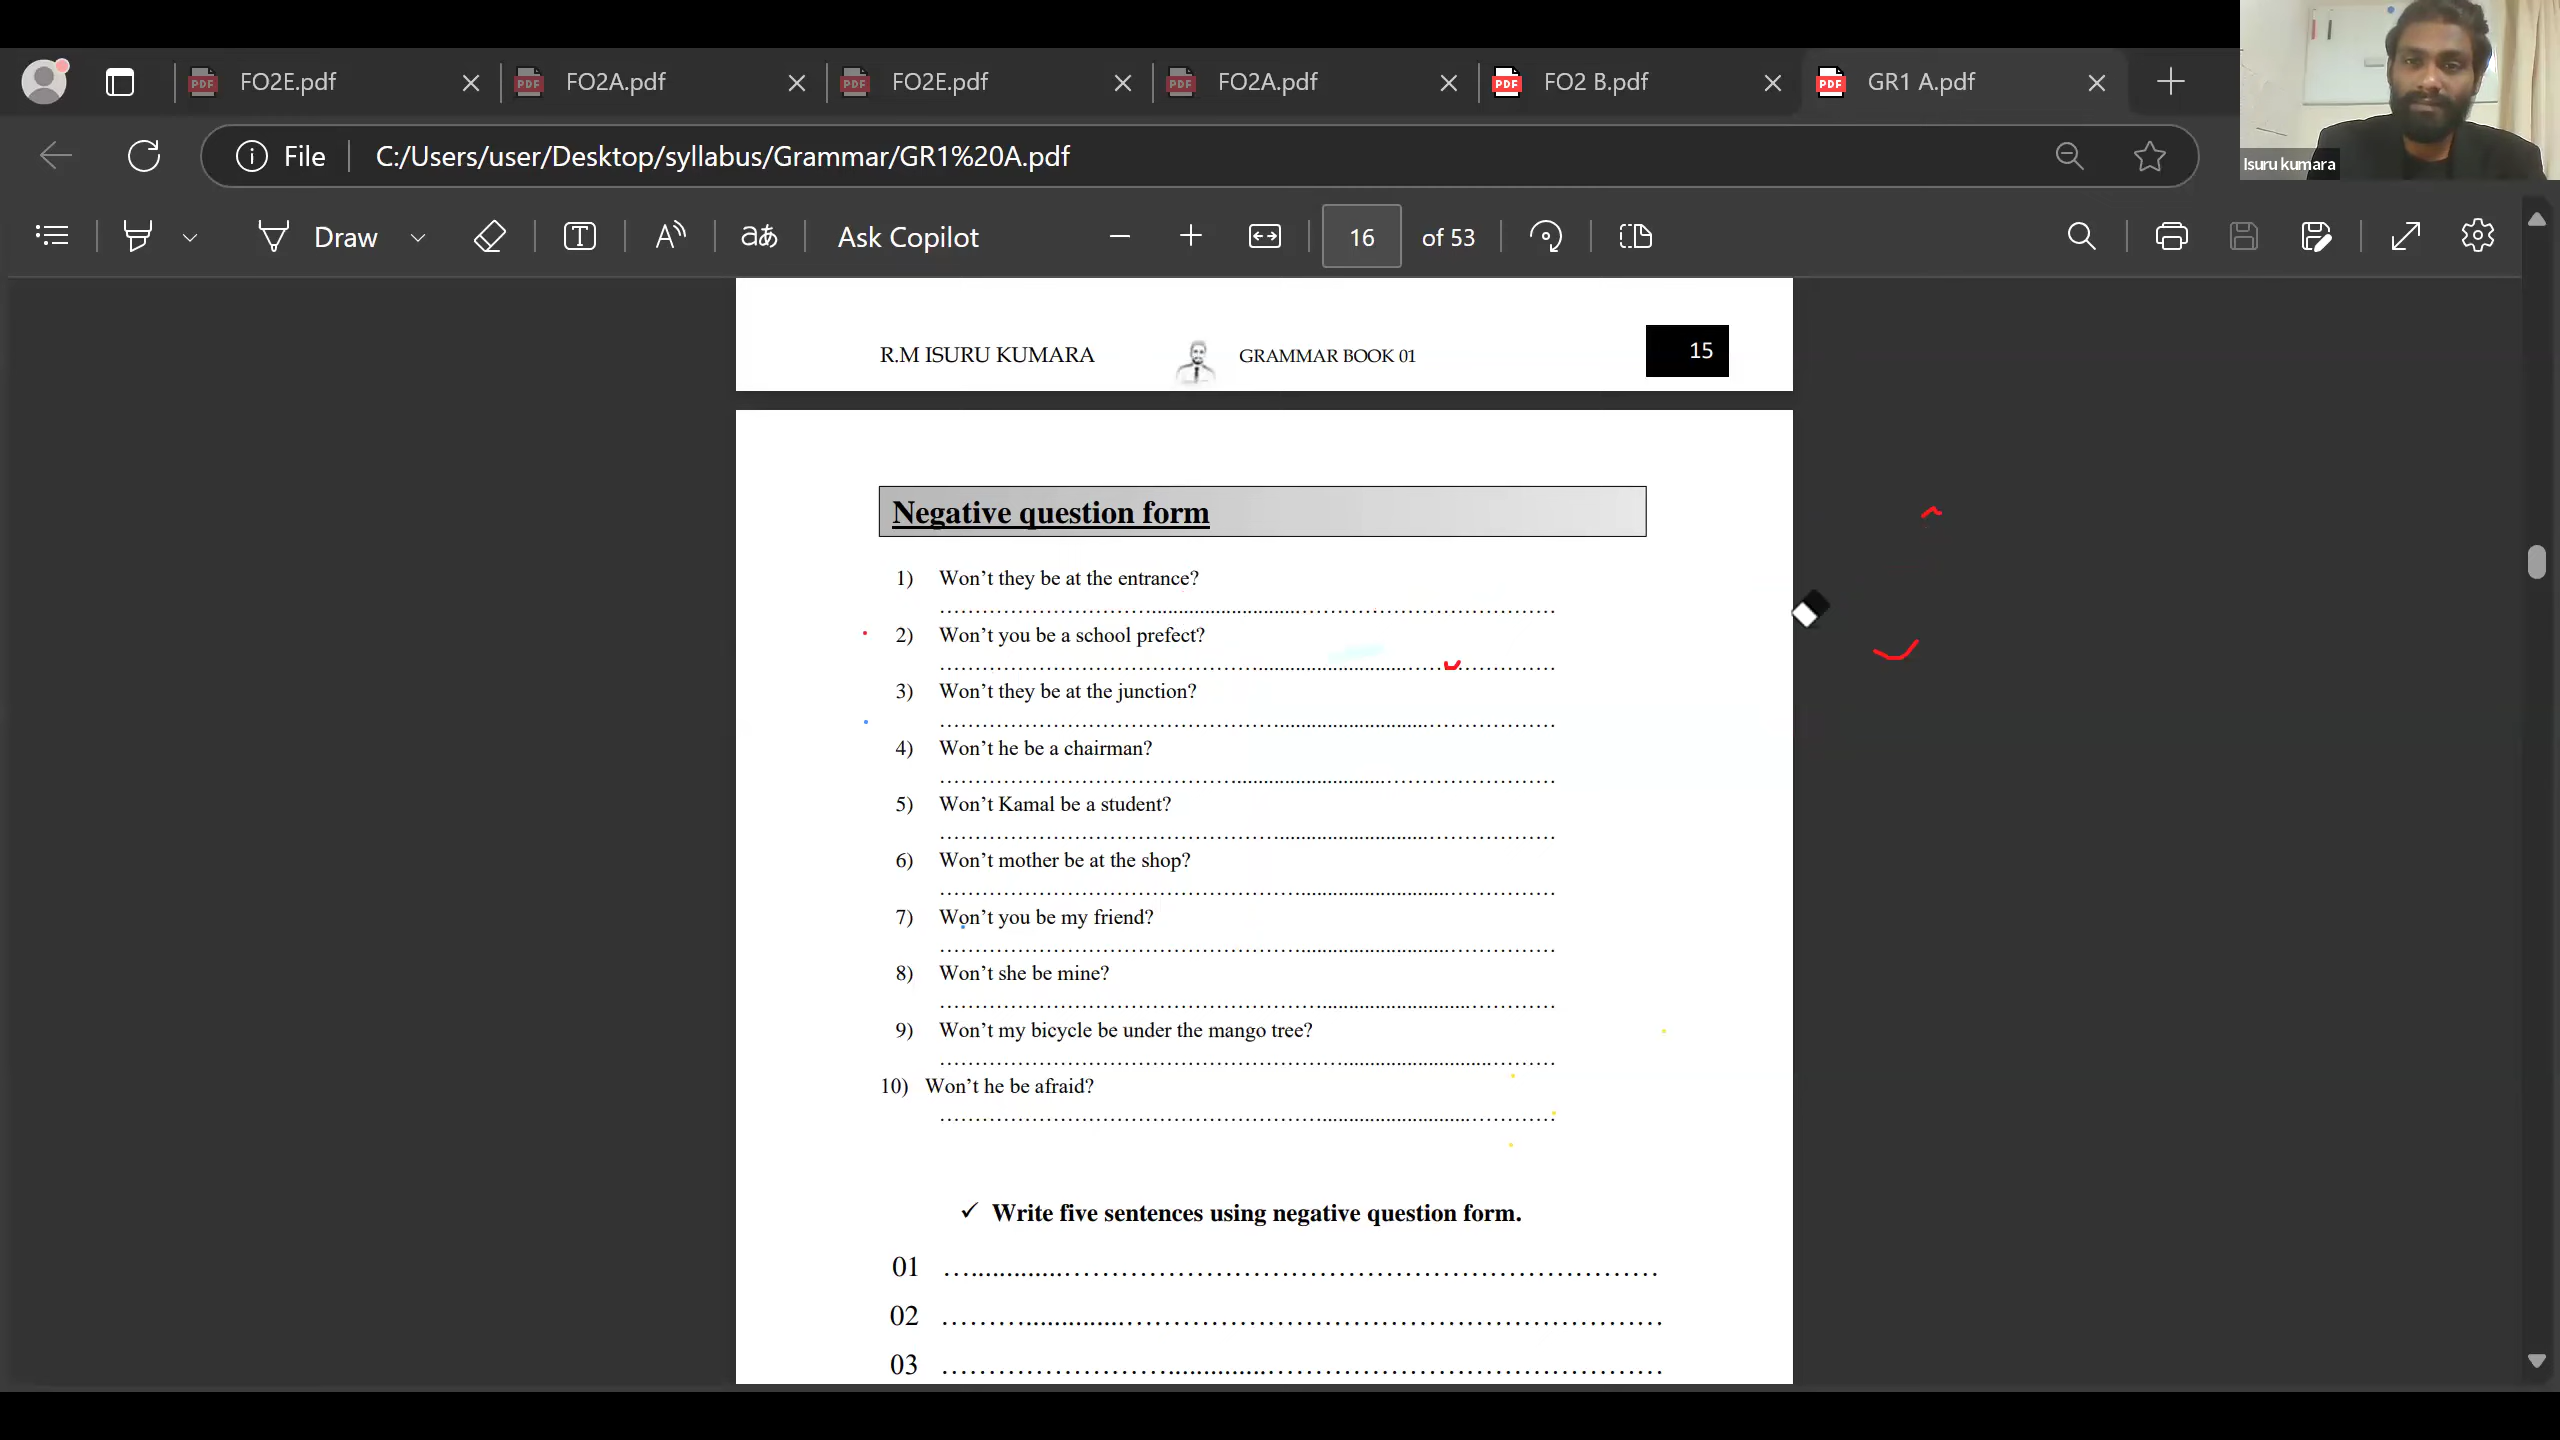 FO2E.pdf
FO2A.pdf
FO2E.pdf
FO2A.pdf
FO2 B.pdf
GR1 A.pdf
File
C:/Users/user/Desktop/syllabus/Grammar/GR1%20A.pdf
Isuru kumara
Draw
aあ
Ask Copilot
16 of 53
R.M ISURU KUMARA GRAMMAR BOOK 01 15
Negative question form
1) Won't they be at the entrance?
2) Won't you be a school prefect?
3) Won't they be at the junction?
4) Won't he be a chairman?
5) Won't Kamal be a student?
6) Won't mother be at the shop?
7) Won't you be my friend?
8) Won't she be mine?
9) Won't my bicycle be under the mango tree?
10) Won't he be afraid?
✓ Write five sentences using negative question form.
01
02
03